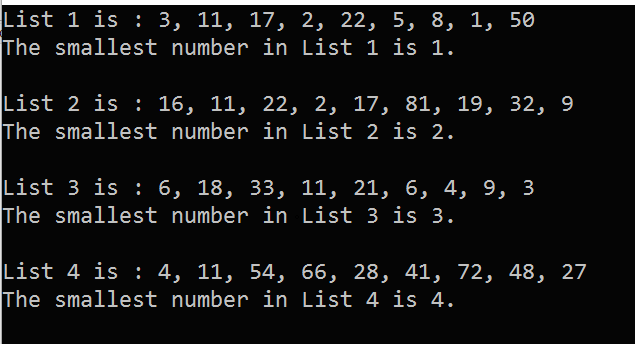 List 1 is : 3, 11, 17, 2, 22, 5, 8, 1, 50
The smallest number in List 1 is 1.
List 2 is : 16, 11, 22, 2, 17, 81, 19, 32, 9
The smallest number in List 2 is 2.
List 3 is : 6, 18, 33, 11, 21, 6, 4, 9, 3
The smallest number in List 3 is 3.
List 4 is : 4, 11, 54, 66, 28, 41, 72, 48, 27
The smallest number in List 4 is 4.